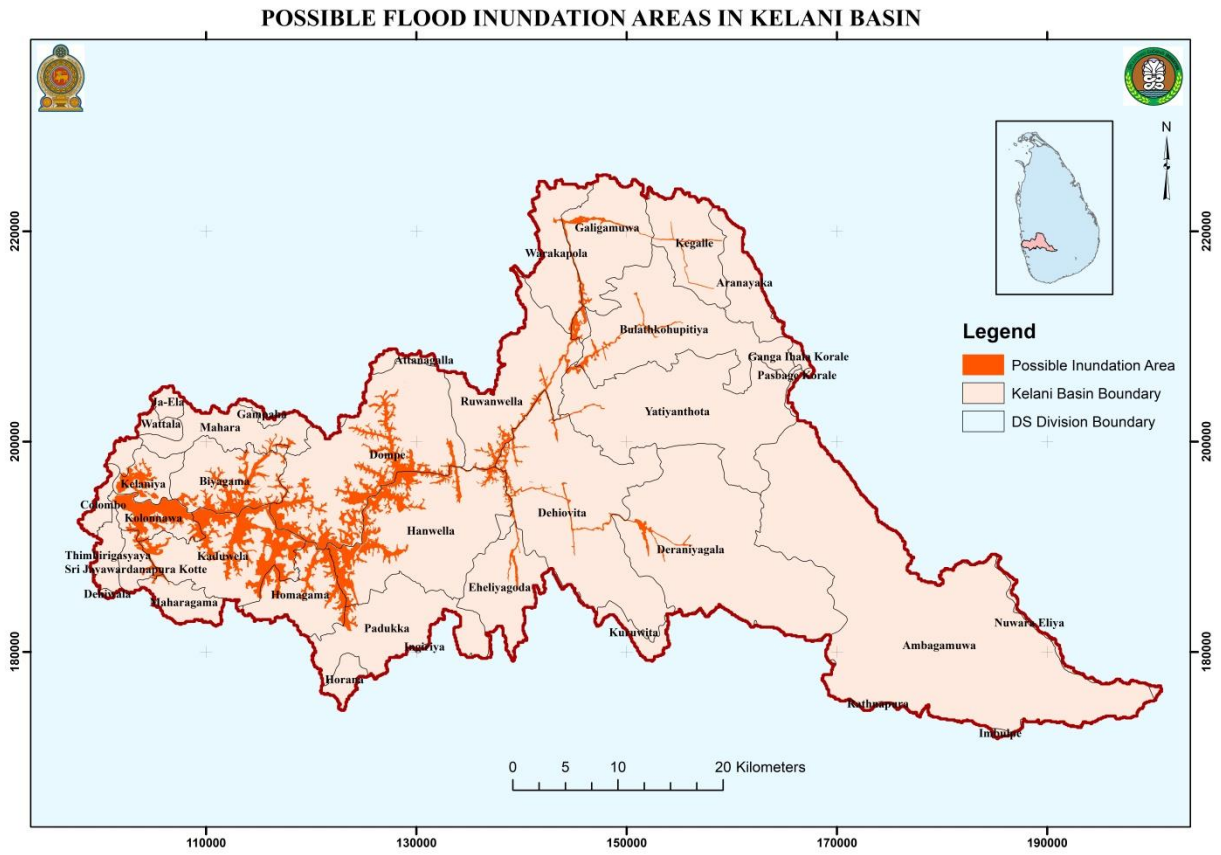 POSSIBLE FLOOD INUNDATION AREAS IN KELANI BASIN
N
220000
220000
Galigamuwa
Kegalle
Warakapola
Aranayaka
Bulathkohupitiya
Legend
Possible Inundation Area
Kelani Basin Boundary
DS Division Boundary
Ganga Ihala Korale
Attanagalla
Pasbage Korale
Ja-Ela
Ruwanwella
Gampaha
Yatiyanthota
Wattala
Mahara
200000
200000
Dompe
Kelaniya
Biyagama
Colombo
Kolonnawa
Dehiovita
Hanwella
Thimbirigasyaya
Kaduwela
Deraniyagala
Sri Jayawardanapura Kotte
Eheliyagoda
Dehiwala
Homagama
Maharagama
Padukka
Kuruwita
Nuwara Eliya
Ingiriya
Ambagamuwa
180000
180000
Horana
Rathnapura
Imbulpe
0 5 10 20 Kilometers
110000 130000 150000 170000 190000